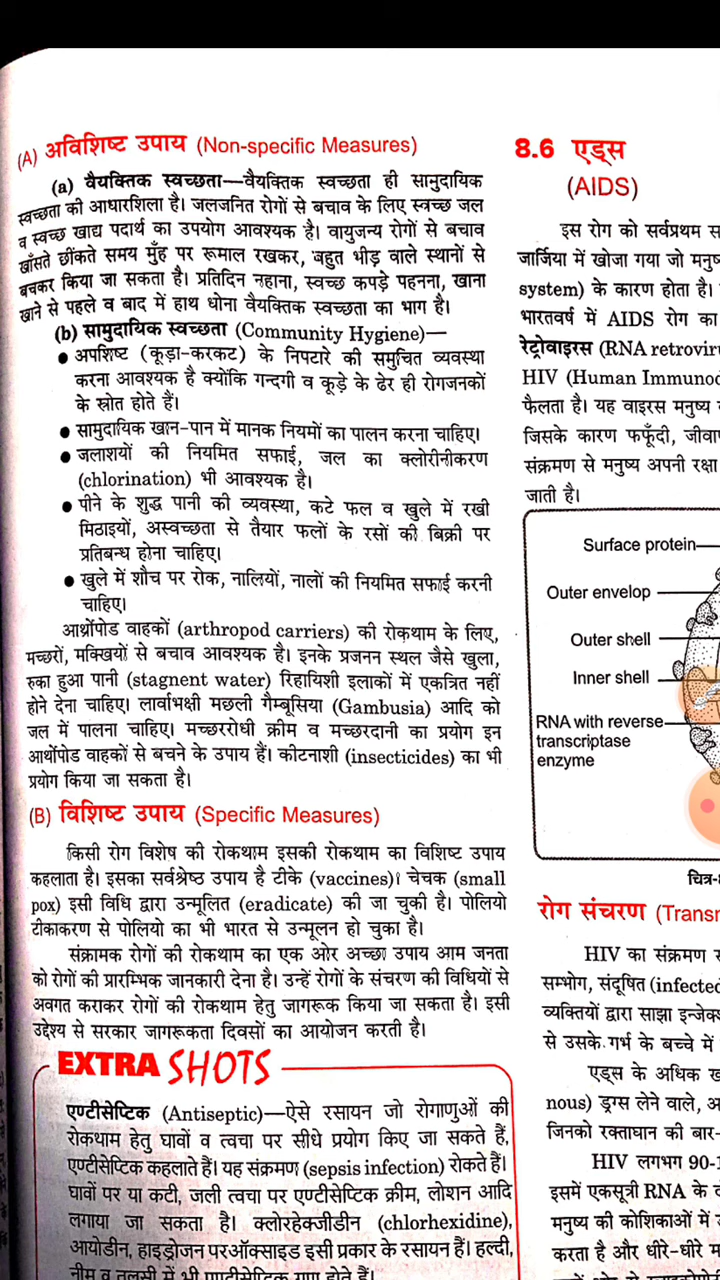 (A) अविशिष्ट उपाय (Non-specific Measures)
(a) वैयक्तिक स्वच्छता—वैयक्तिक स्वच्छता ही सामुदायिक
स्वच्छता की आधारशिला है। जलजनित रोगों से बचाव के लिए स्वच्छ जल
व स्वच्छ खाद्य पदार्थ का उपयोग आवश्यक है। वायुजन्य रोगों से बचाव
खाँसते छींकते समय मुँह पर रूमाल रखकर, बहुत भीड़ वाले स्थानों से
बचकर किया जा सकता है। प्रतिदिन नहाना, स्वच्छ कपड़े पहनना, खाना
खाने से पहले व बाद में हाथ धोना वैयक्तिक स्वच्छता का भाग है।
(b) सामुदायिक स्वच्छता (Community Hygiene)—
● अपशिष्ट (कूड़ा-करकट) के निपटारे की समुचित व्यवस्था
करना आवश्यक है क्योंकि गन्दगी व कूड़े के ढेर ही रोगजनकों
के स्रोत होते हैं।
● सामुदायिक खान-पान में मानक नियमों का पालन करना चाहिए।
● जलाशयों की नियमित सफाई, जल का क्लोरीनीकरण
(chlorination) भी आवश्यक है।
● पीने के शुद्ध पानी की व्यवस्था, कटे फल व खुले में रखी
मिठाइयों, अस्वच्छता से तैयार फलों के रसों की बिक्री पर
प्रतिबन्ध होना चाहिए।
● खुले में शौच पर रोक, नालियों, नालों की नियमित सफाई करनी
चाहिए।
आर्थ्रोपोड वाहकों (arthropod carriers) की रोकथाम के लिए,
मच्छरों, मक्खियों से बचाव आवश्यक है। इनके प्रजनन स्थल जैसे खुला,
रुका हुआ पानी (stagnent water) रिहायिशी इलाकों में एकत्रित नहीं
होने देना चाहिए। लार्वाभक्षी मछली गैम्बूसिया (Gambusia) आदि को
जल में पालना चाहिए। मच्छररोधी क्रीम व मच्छरदानी का प्रयोग इन
आर्थ्रोपोड वाहकों से बचने के उपाय हैं। कीटनाशी (insecticides) का भी
प्रयोग किया जा सकता है।
(B) विशिष्ट उपाय (Specific Measures)
किसी रोग विशेष की रोकथाम इसकी रोकथाम का विशिष्ट उपाय
कहलाता है। इसका सर्वश्रेष्ठ उपाय है टीके (vaccines)। चेचक (small
pox) इसी विधि द्वारा उन्मूलित (eradicate) की जा चुकी है। पोलियो
टीकाकरण से पोलियो का भी भारत से उन्मूलन हो चुका है।
संक्रामक रोगों की रोकथाम का एक ओर अच्छा उपाय आम जनता
को रोगों की प्रारम्भिक जानकारी देना है। उन्हें रोगों के संचरण की विधियों से
अवगत कराकर रोगों की रोकथाम हेतु जागरूक किया जा सकता है। इसी
उद्देश्य से सरकार जागरूकता दिवसों का आयोजन करती है।
EXTRA SHOTS
एण्टीसेप्टिक (Antiseptic)—ऐसे रसायन जो रोगाणुओं की
रोकथाम हेतु घावों व त्वचा पर सीधे प्रयोग किए जा सकते हैं,
एण्टीसेप्टिक कहलाते हैं। यह संक्रमण (sepsis infection) रोकते हैं।
घावों पर या कटी, जली त्वचा पर एण्टीसेप्टिक क्रीम, लोशन आदि
लगाया जा सकता है। क्लोरहेक्जीडीन (chlorhexidine),
आयोडीन, हाइड्रोजन परऑक्साइड इसी प्रकार के रसायन हैं। हल्दी,
नीम व तुलसी में भी एण्टीसेप्टिक गुण होते हैं।
8.6 एड्स
(AIDS)
इस रोग को सर्वप्रथम
जार्जिया में खोजा गया जो
system) के कारण होता है।
भारतवर्ष में AIDS रोग का
रेट्रोवाइरस (RNA
HIV (Human
फैलता है। यह वाइरस मनुष्य
जिसके कारण फफूँदी,
संक्रमण से मनुष्य अपनी रक्षा
जाती है।
Surface protein
Outer envelop
Outer shell
Inner shell
RNA with reverse
transcriptase
enzyme
रोग संचरण
HIV का संक्रमण
सम्भोग, संदूषित
व्यक्तियों द्वारा साझा
से उसके गर्भ के बच्चे में
एड्स के अधिक
nous) ड्रग्स लेने वाले,
जिनको रक्ताधान की
HIV लगभग
इसमें एकसूत्री RNA के
मनुष्य की कोशिकाओं में
करता है और धीरे-धीरे